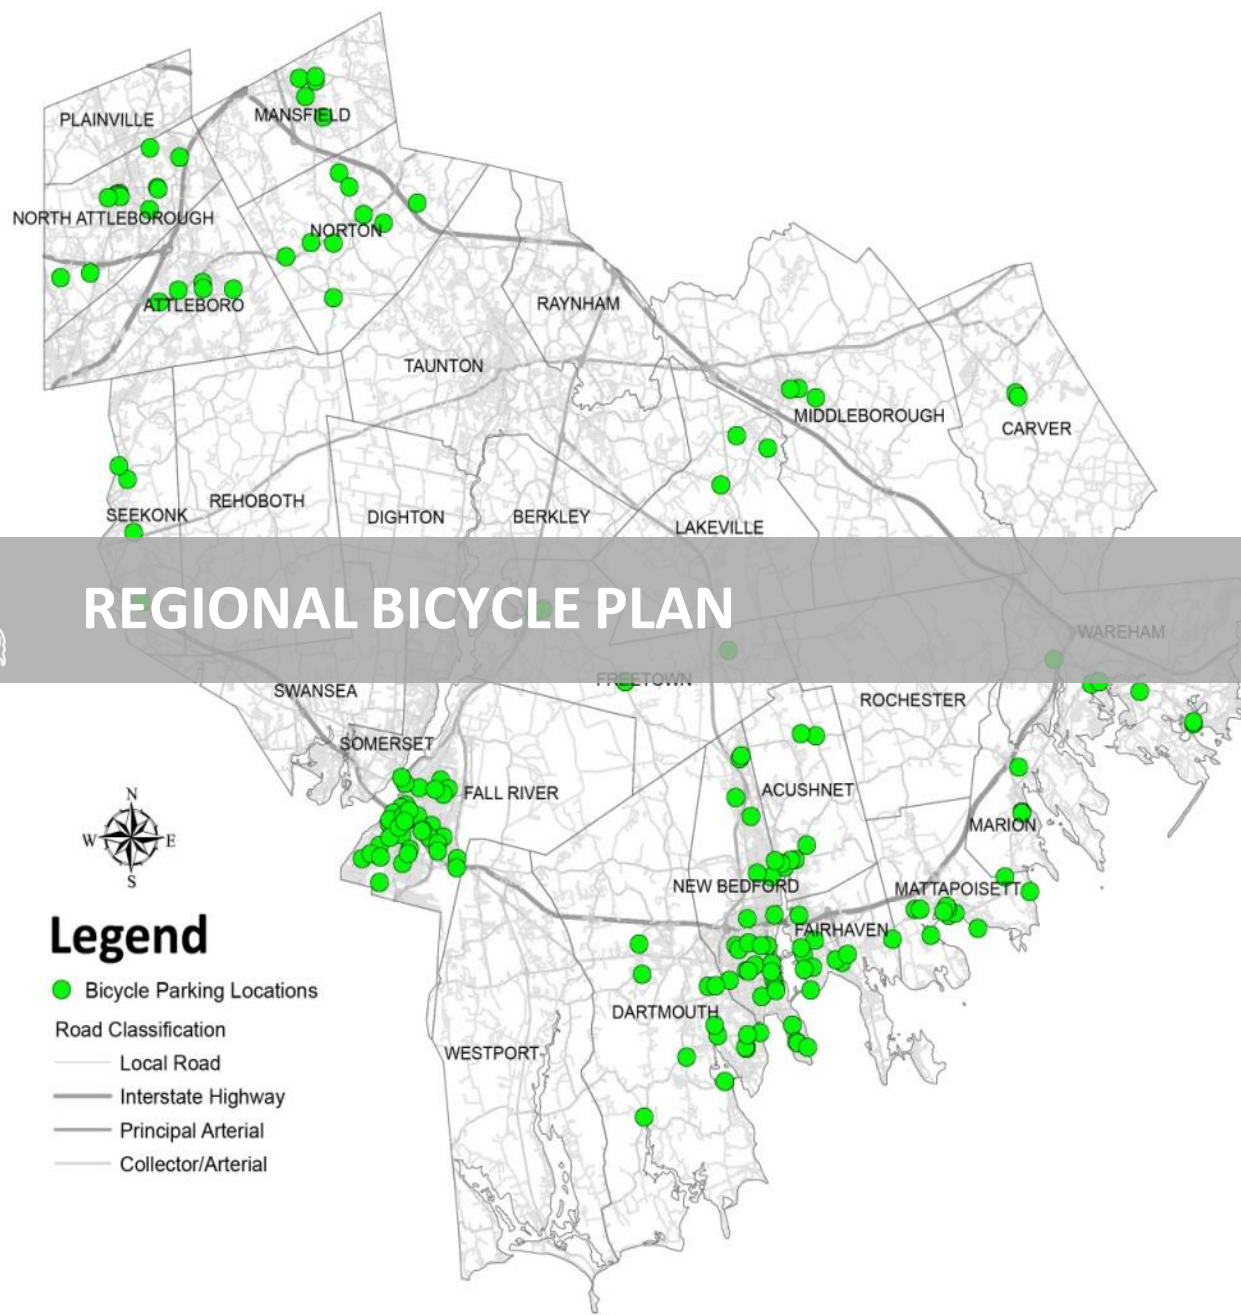 PLAINVILLE
MANSFIELD
NORTH ATTLEBOROUGH
NORTON
ATTLEBORO
RAYNHAM
TAUNTON
MIDDLEBOROUGH
CARVER
REHOBOTH
SEEKONK
DIGHTON
BERKLEY
LAKEVILLE
REGIONAL BICYCLE PLAN
WAREHAM
FREETOWN
SWANSEA
ROCHESTER
SOMERSET
FALL RIVER
ACUSHNET
MARION
NEW BEDFORD
MATTAPOISETT
FAIRHAVEN
DARTMOUTH
WESTPORT
N
W E
S
Legend
Bicycle Parking Locations
Road Classification
Local Road
Interstate Highway
Principal Arterial
Collector/Arterial